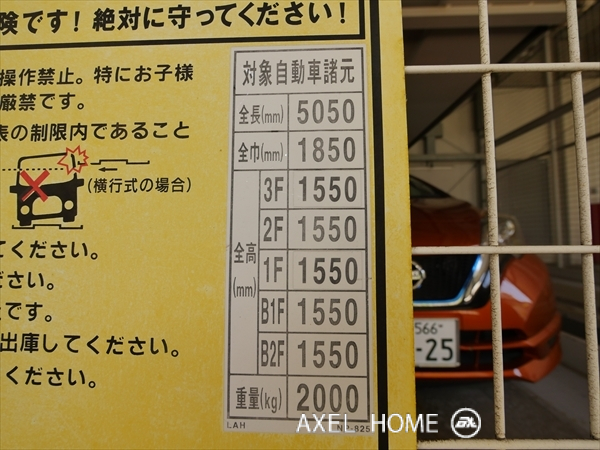 険です！絶対に守ってください！
操作禁止。特にお子様
厳禁です。
表の制限内であること
(横行式の場合)
てください。
ださい。
です。
出庫してください。
ください。
対象自動車諸元
全長(mm) 5050
全巾(mm) 1850
全高(mm)
3F 1550
2F 1550
1F 1550
B1F 1550
B2F 1550
重量(kg) 2000
LAH
NP-825
566
-25
AXEL HOME